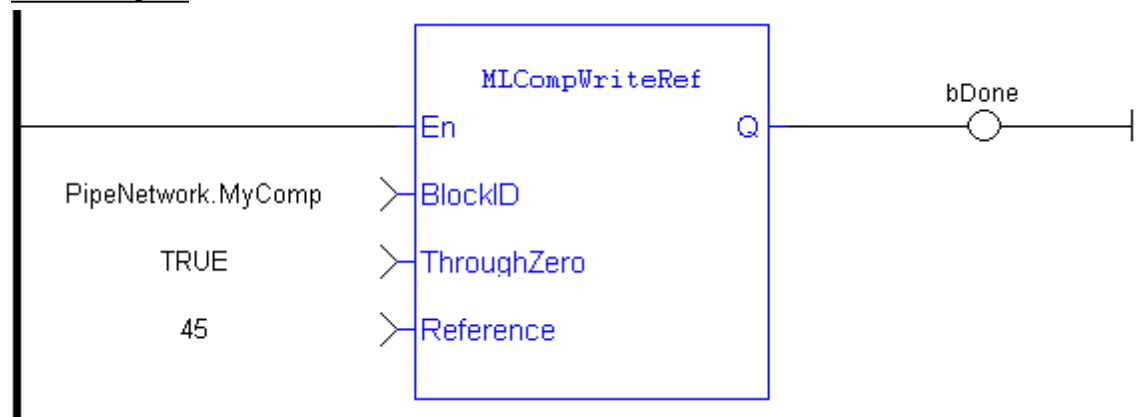 MLCompWriteRef
bDone
En
Q
PipeNetwork.MyComp
BlockID
TRUE
ThroughZero
45
Reference